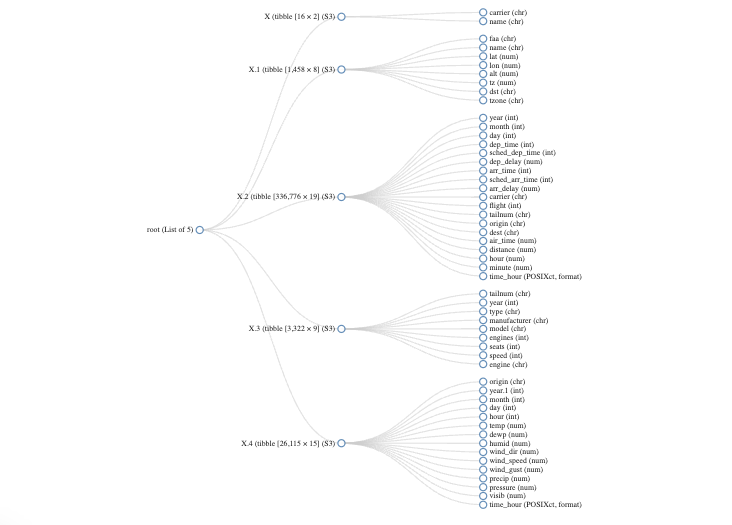 root (List of 5)
X (tibble [16 × 2] (S3)
carrier (chr)
name (chr)
X.1 (tibble [1,458 × 8] (S3)
faa (chr)
name (chr)
lat (num)
lon (num)
alt (num)
tz (num)
dst (chr)
tzone (chr)
X.2 (tibble [336,776 × 19] (S3)
year (int)
month (int)
day (int)
dep_time (int)
sched_dep_time (int)
dep_delay (num)
arr_time (int)
sched_arr_time (int)
arr_delay (num)
carrier (chr)
flight (int)
tailnum (chr)
origin (chr)
dest (chr)
air_time (num)
distance (num)
hour (num)
minute (num)
time_hour (POSIXct, format)
X.3 (tibble [3,322 × 9] (S3)
tailnum (chr)
year (int)
type (chr)
manufacturer (chr)
model (chr)
engines (int)
seats (int)
speed (int)
engine (chr)
X.4 (tibble [26,115 × 15] (S3)
origin (chr)
year.1 (int)
month (int)
day (int)
hour (int)
temp (num)
dewp (num)
humid (num)
wind_dir (num)
wind_speed (num)
wind_gust (num)
precip (num)
pressure (num)
visib (num)
time_hour (POSIXct, format)